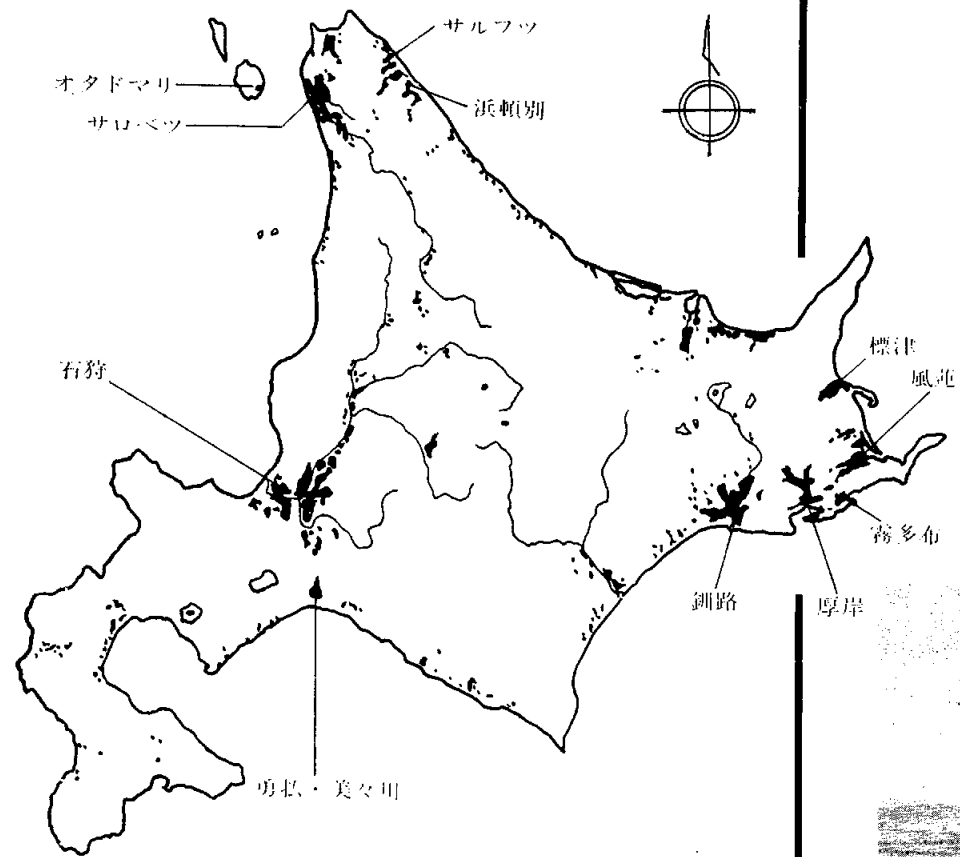 サルフツ
オタドマリ
浜頓別
サロベツ
標津
石狩
風蓮
霧多布
釧路
厚岸
勇払・美々川